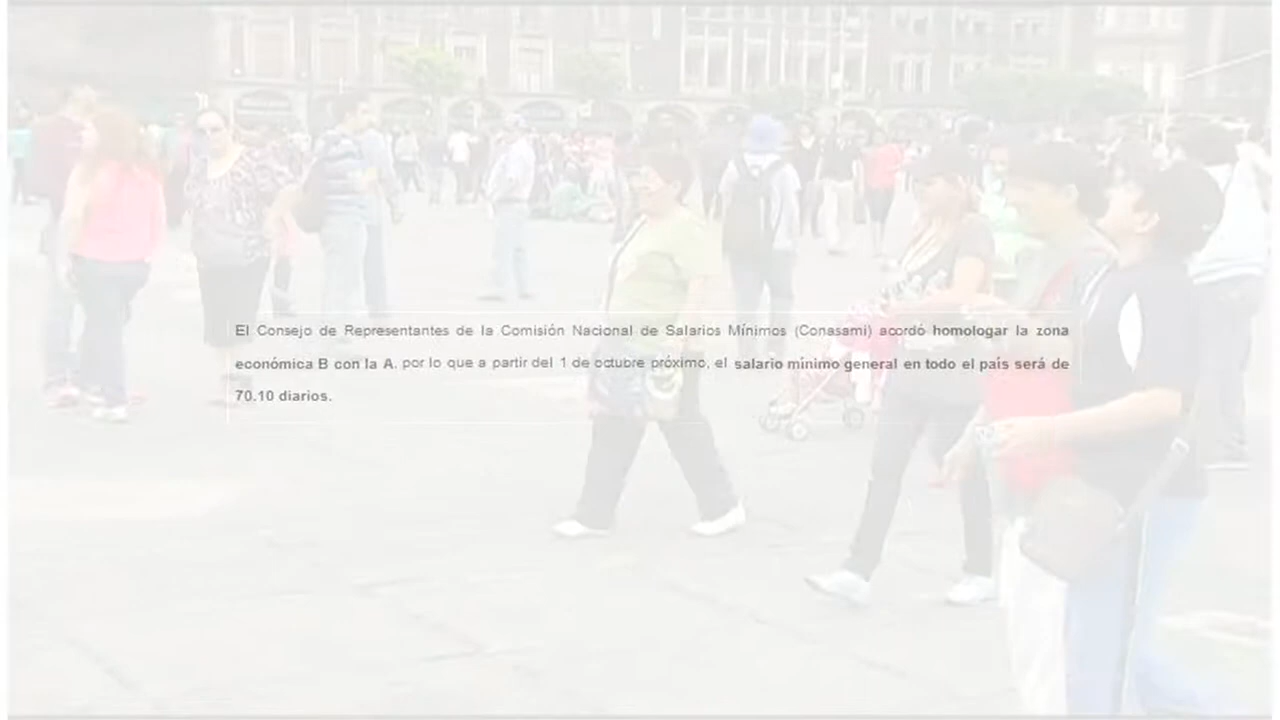 El Consejo de Representantes de la Comisión Nacional de Salarios Mínimos (Conasami) acordó homologar la zona
económica B con la A, por lo que a partir del 1 de octubre próximo, el salario mínimo general en todo el país será de
70.10 diarios.